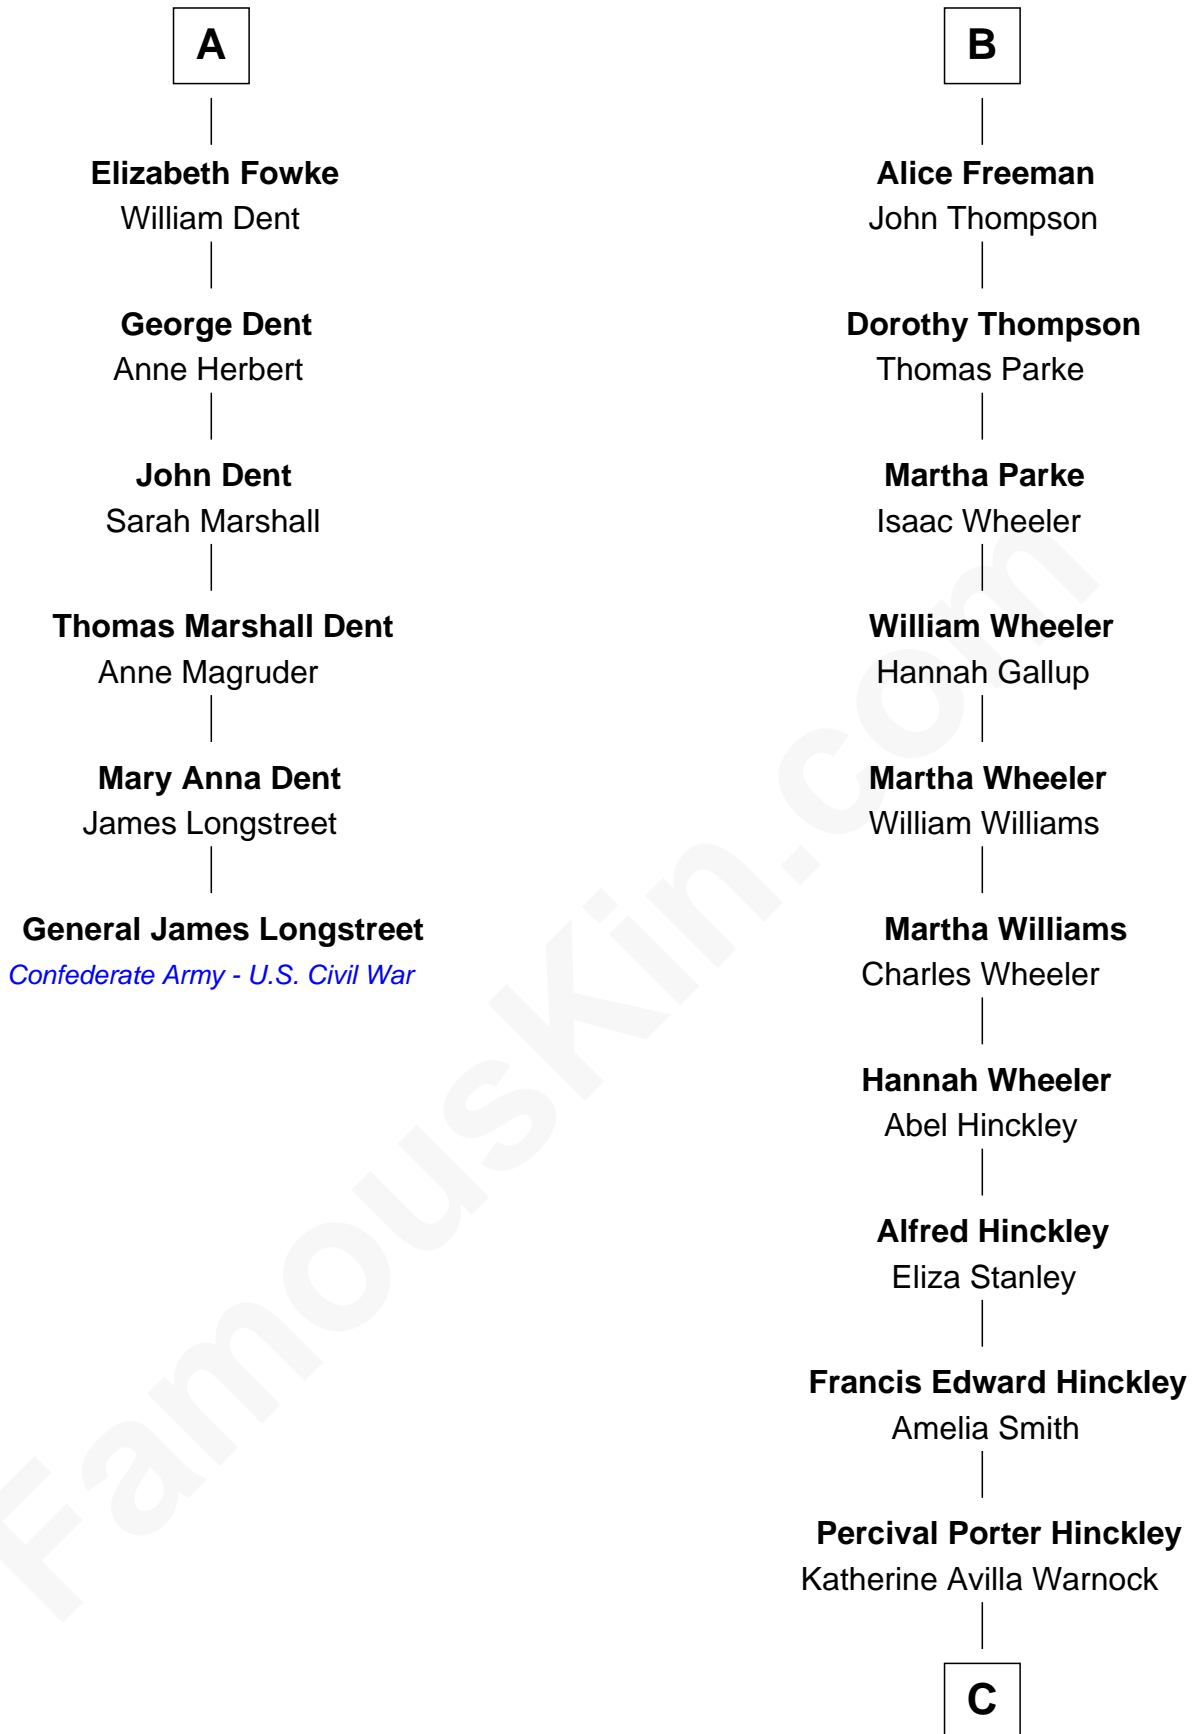 A
Elizabeth Fowke
William Dent
George Dent
Anne Herbert
John Dent
Sarah Marshall
Thomas Marshall Dent
Anne Magruder
Mary Anna Dent
James Longstreet
General James Longstreet
Confederate Army - U.S. Civil War
B
Alice Freeman
John Thompson
Dorothy Thompson
Thomas Parke
Martha Parke
Isaac Wheeler
William Wheeler
Hannah Gallup
Martha Wheeler
William Williams
Martha Williams
Charles Wheeler
Hannah Wheeler
Abel Hinckley
Alfred Hinckley
Eliza Stanley
Francis Edward Hinckley
Amelia Smith
Percival Porter Hinckley
Katherine Avilla Warnock
C
FamousKin.com